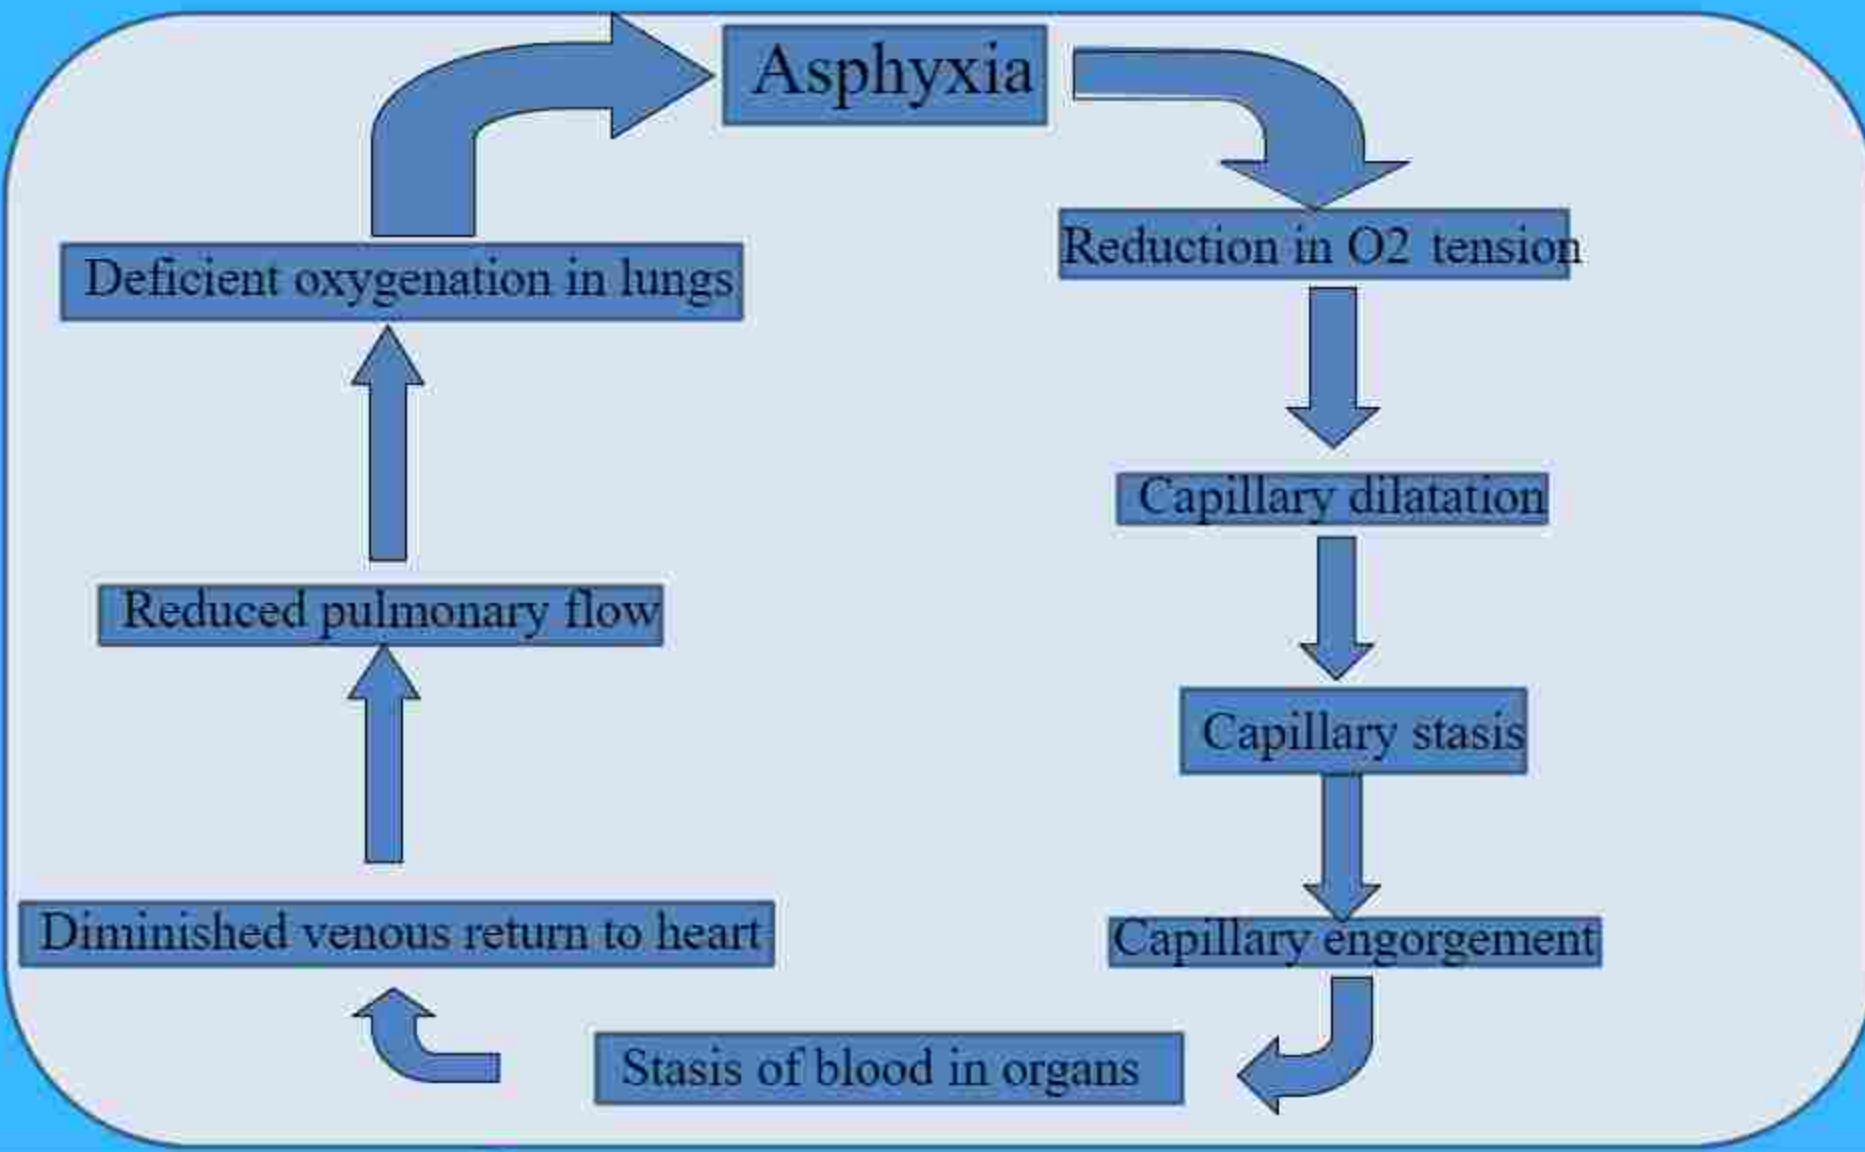 Asphyxia
Reduction in O2 tension
Capillary dilatation
Capillary stasis
Capillary engorgement
Stasis of blood in organs
Diminished venous return to heart
Reduced pulmonary flow
Deficient oxygenation in lungs